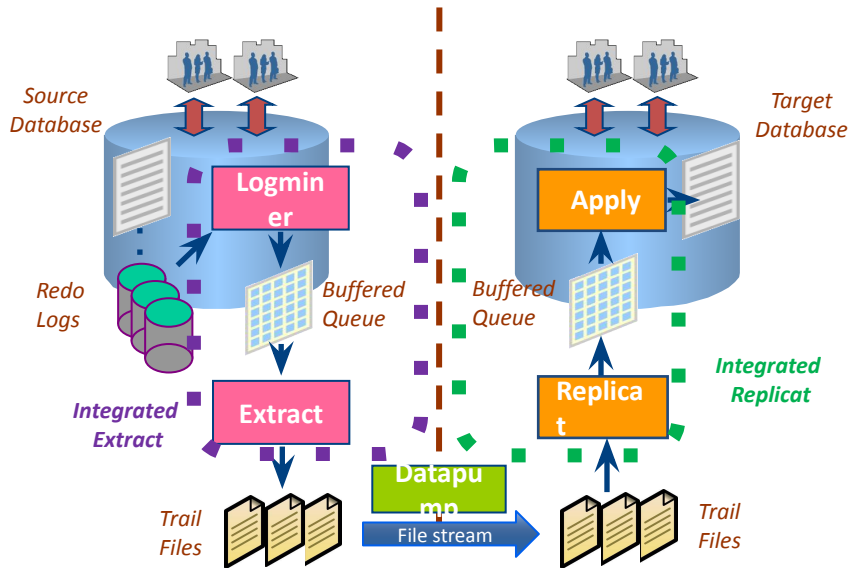 Source
Database
Target
Database
Logmin
er
Apply
Redo
Logs
Buffered
Queue
Buffered
Queue
Integrated
Extract
Extract
Replica
t
Integrated
Replicat
Datapu
mp
Trail
Files
File stream
Trail
Files